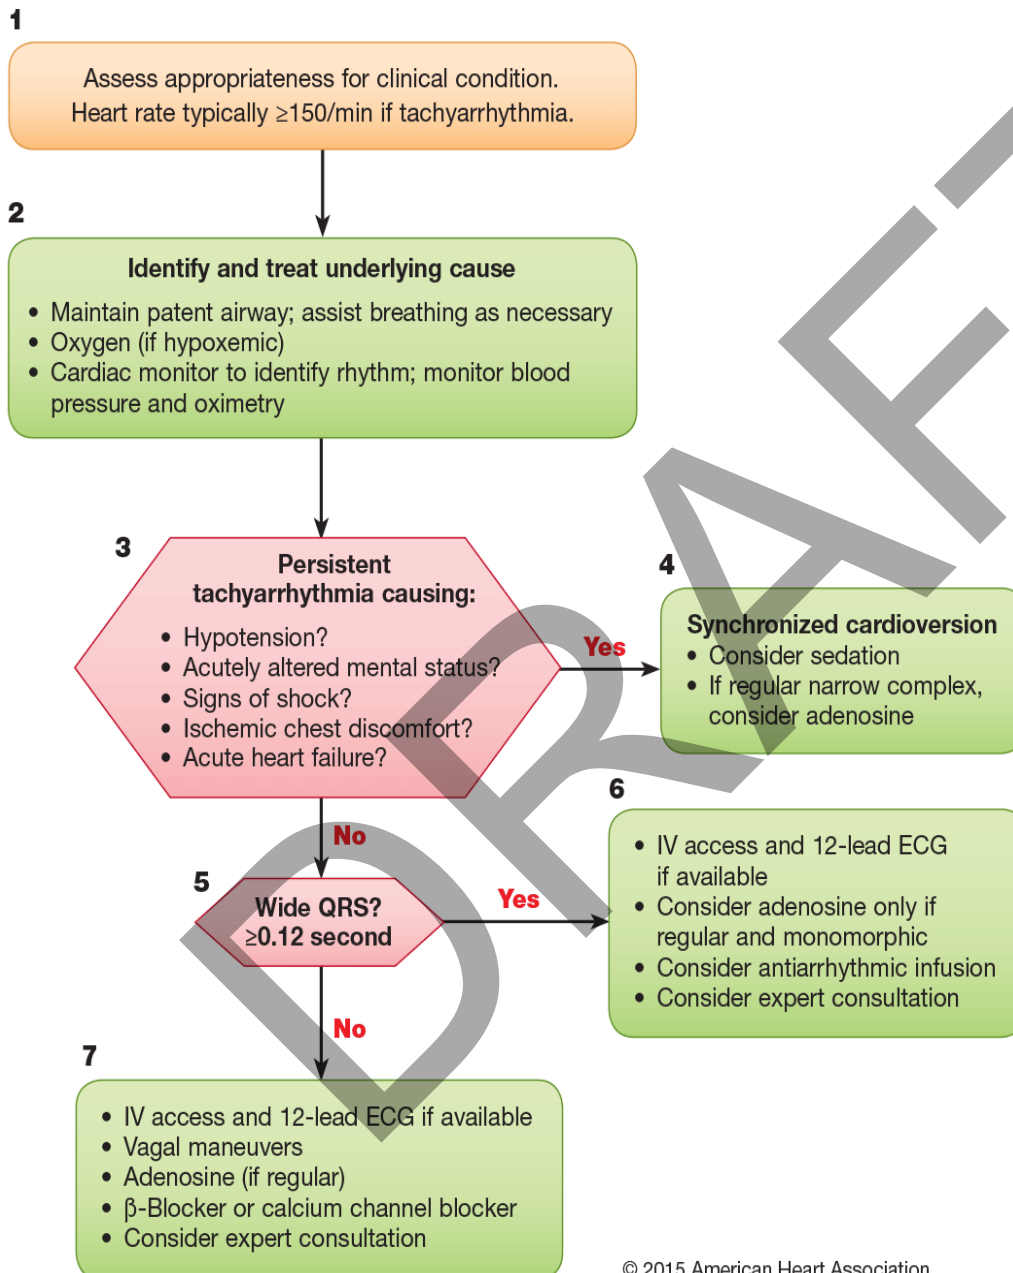 1
Assess appropriateness for clinical condition.
Heart rate typically ≥150/min if tachyarrhythmia.
2
Identify and treat underlying cause
• Maintain patent airway; assist breathing as necessary
• Oxygen (if hypoxemic)
• Cardiac monitor to identify rhythm; monitor blood
pressure and oximetry
3
Persistent
tachyarrhythmia causing:
• Hypotension?
• Acutely altered mental status?
• Signs of shock?
• Ischemic chest discomfort?
• Acute heart failure?
Yes
4
Synchronized cardioversion
• Consider sedation
• If regular narrow complex,
consider adenosine
No
5
Wide QRS?
≥0.12 second
Yes
6
• IV access and 12-lead ECG
if available
• Consider adenosine only if
regular and monomorphic
• Consider antiarrhythmic infusion
• Consider expert consultation
No
7
• IV access and 12-lead ECG if available
• Vagal maneuvers
• Adenosine (if regular)
• β-Blocker or calcium channel blocker
• Consider expert consultation
© 2015 American Heart Association
DRAFT